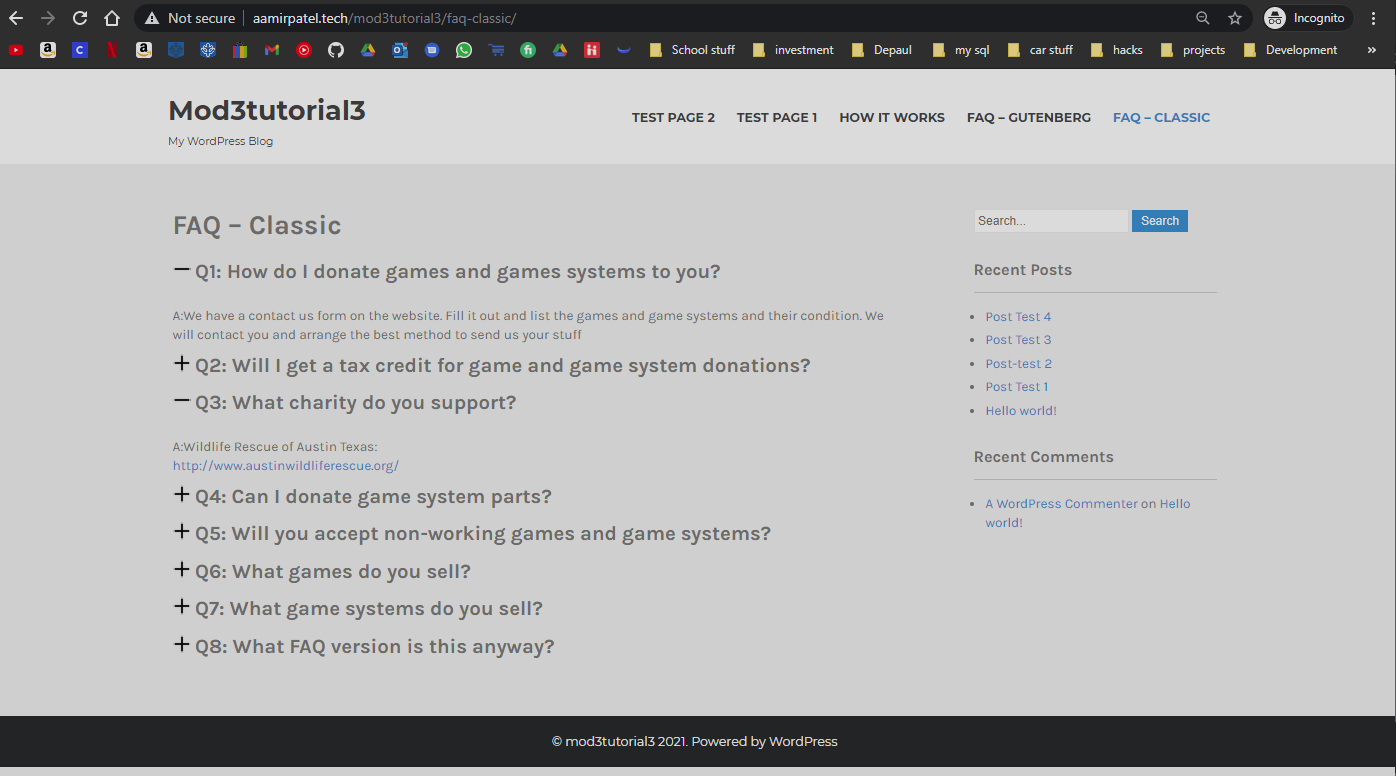 Not secure
aamirpatel.tech/mod3tutorial3/faq-classic/
Incognito
School stuff
investment
Depaul
my sql
car stuff
hacks
projects
Development
»
Mod3tutorial3
My WordPress Blog
TEST PAGE 2
TEST PAGE 1
HOW IT WORKS
FAQ – GUTENBERG
FAQ – CLASSIC
FAQ – Classic
Q1: How do I donate games and games systems to you?
A:We have a contact us form on the website. Fill it out and list the games and game systems and their condition. We
will contact you and arrange the best method to send us your stuff
Q2: Will I get a tax credit for game and game system donations?
Q3: What charity do you support?
A:Wildlife Rescue of Austin Texas:
http://www.austinwildliferescue.org/
Q4: Can I donate game system parts?
Q5: Will you accept non-working games and game systems?
Q6: What games do you sell?
Q7: What game systems do you sell?
Q8: What FAQ version is this anyway?
Search...
Search
Recent Posts
Post Test 4
Post Test 3
Post-test 2
Post Test 1
Hello world!
Recent Comments
A WordPress Commenter on Hello
world!
© mod3tutorial3 2021. Powered by WordPress